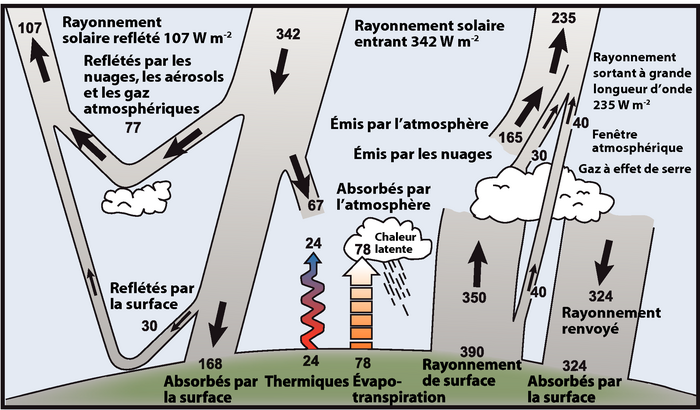 107
Rayonnement
solaire reflété 107 W m-2
342
Rayonnement solaire
entrant 342 W m-2
235
Rayonnement
sortant à grande
longueur d'onde
235 W m-2
Reflétés par les
nuages, les aérosols
et les gaz
atmosphériques
77
Émis par l'atmosphère
165
Émis par les nuages
30
40
Fenêtre
atmosphérique
Gaz à effet de serre
67
Absorbés par
l'atmosphère
24
78
Chaleur
latente
Reflétés par
la surface
30
350
40
324
Rayonnement
renvoyé
168
Absorbés par
la surface
24
Thermiques
78
Évapo-
transpiration
390
Rayonnement
de surface
324
Absorbés par
la surface